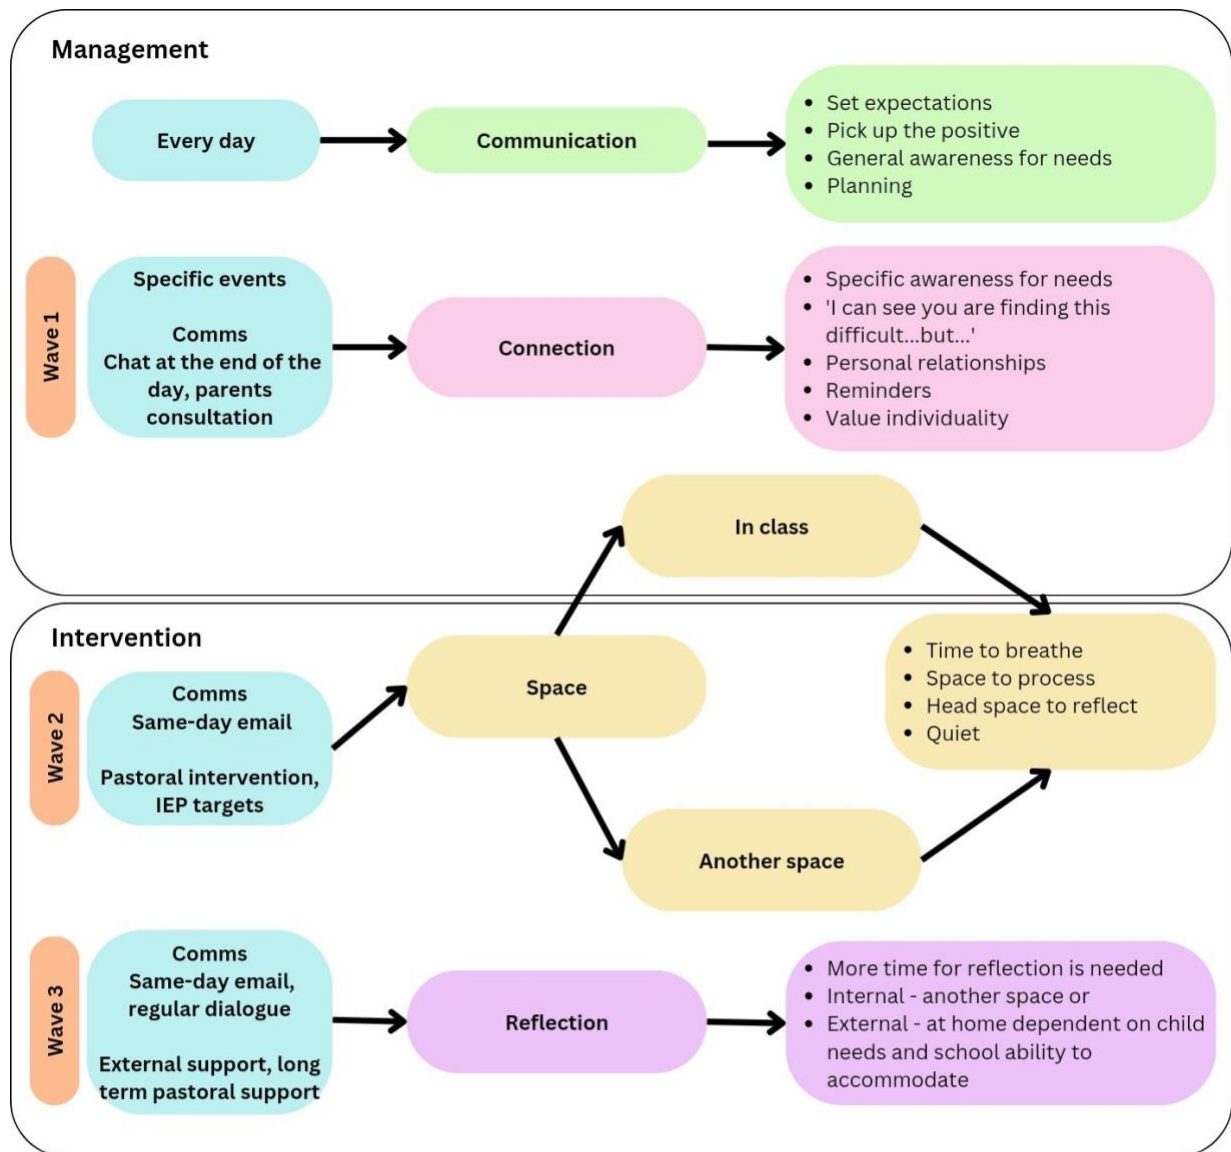 Management
Every day
Communication
• Set expectations
• Pick up the positive
• General awareness for needs
• Planning
Wave 1
Specific events
Comms
Chat at the end of the
day, parents
consultation
Connection
• Specific awareness for needs
• 'I can see you are finding this
difficult...but...'
• Personal relationships
• Reminders
• Value individuality
In class
Intervention
Wave 2
Comms
Same-day email
Pastoral intervention,
IEP targets
Space
• Time to breathe
• Space to process
• Head space to reflect
• Quiet
Another space
Wave 3
Comms
Same-day email,
regular dialogue
External support, long
term pastoral support
Reflection
• More time for reflection is needed
• Internal - another space or
• External - at home dependent on child
needs and school ability to
accommodate